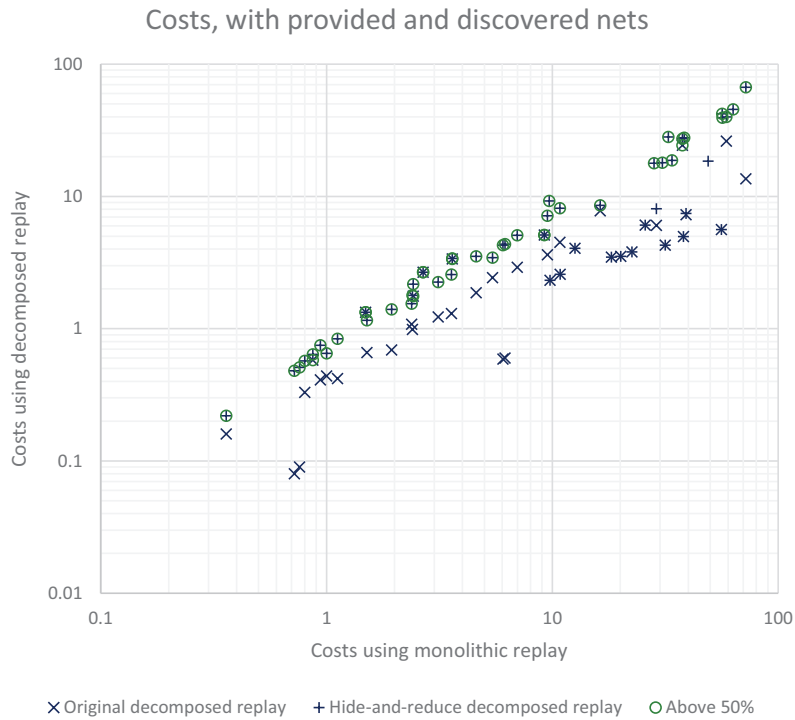 Costs, with provided and discovered nets
100
10
1
0.1
0.01
0.1
1
10
100
Costs using decomposed replay
Costs using monolithic replay
Original decomposed replay
Hide-and-reduce decomposed replay
Above 50%